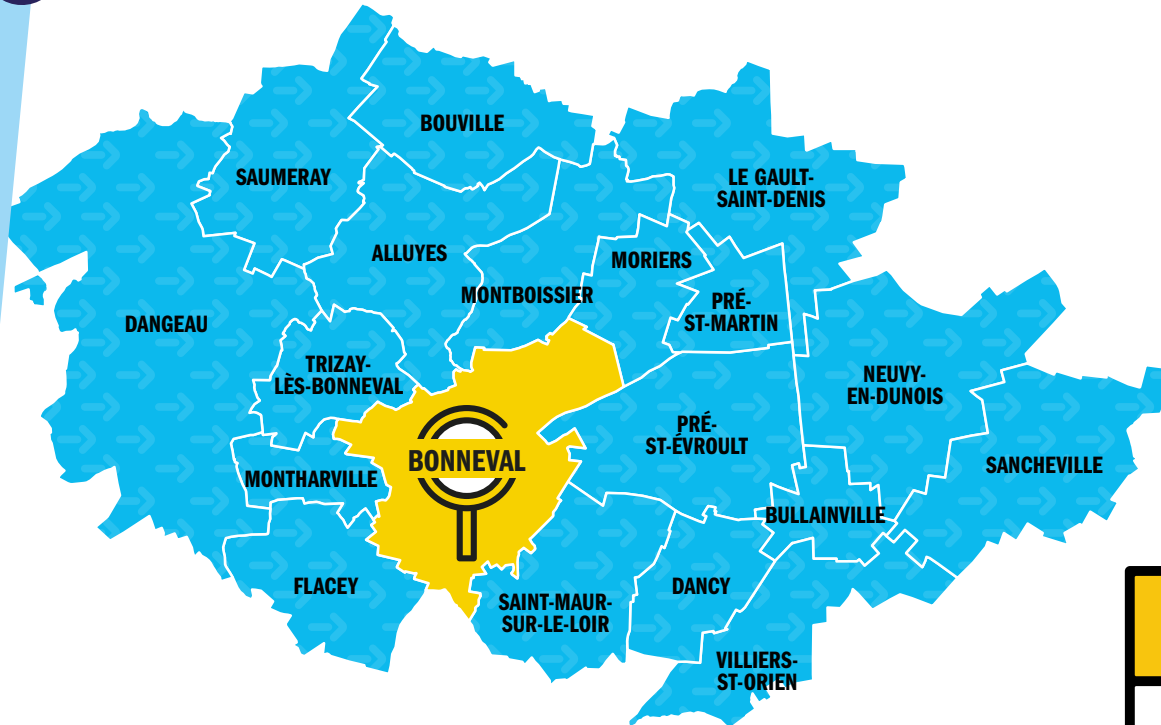 BOUVILLE
SAUMERAY
LE GAULT-
SAINT-DENIS
ALLUYES
MORIERS
MONTBOISSIER
PRÉ-
ST-MARTIN
DANGEAU
TRIZAY-
LÈS-BONNEVAL
NEUVY-
EN-DUNOIS
PRÉ-
ST-ÉVROULT
BONNEVAL
SANCHEVILLE
MONTHARVILLE
BULLAINVILLE
FLACEY
DANCY
SAINT-MAUR-
SUR-LE-LOIR
VILLIERS-
ST-ORIEN